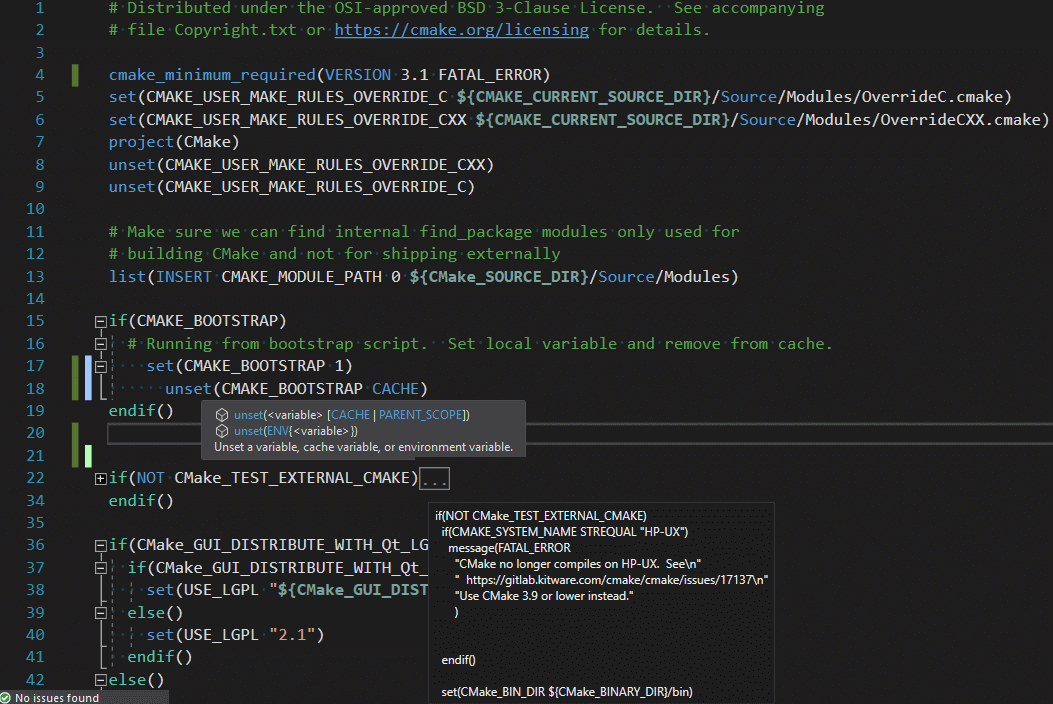 1 # Distributed under the OSI-approved BSD 3-Clause License.  See accompanying
2 # file Copyright.txt or https://cmake.org/licensing for details.
3
4 cmake_minimum_required(VERSION 3.1 FATAL_ERROR)
5 set(CMAKE_USER_MAKE_RULES_OVERRIDE_C ${CMAKE_CURRENT_SOURCE_DIR}/Source/Modules/OverrideC.cmake)
6 set(CMAKE_USER_MAKE_RULES_OVERRIDE_CXX ${CMAKE_CURRENT_SOURCE_DIR}/Source/Modules/OverrideCXX.cmake)
7 project(CMake)
8 unset(CMAKE_USER_MAKE_RULES_OVERRIDE_CXX)
9 unset(CMAKE_USER_MAKE_RULES_OVERRIDE_C)
10
11 # Make sure we can find internal find_package modules only used for
12 # building CMake and not for shipping externally
13 list(INSERT CMAKE_MODULE_PATH 0 ${CMake_SOURCE_DIR}/Source/Modules)
14
15 if(CMAKE_BOOTSTRAP)
16 # Running from bootstrap script.  Set local variable and remove from cache.
17 set(CMAKE_BOOTSTRAP 1)
18 unset(CMAKE_BOOTSTRAP CACHE)
19 endif()
unset(<variable> [CACHE|PARENT_SCOPE])
unset(ENV{<variable>})
Unset a variable, cache variable, or environment variable.
20
21
22 if(NOT CMake_TEST_EXTERNAL_CMAKE)...
34 endif()
35
36 if(CMake_GUI_DISTRIBUTE_WITH_Qt_LG
37 if(CMake_GUI_DISTRIBUTE_WITH_Qt_
38 set(USE_LGPL "${CMake_GUI_DIST
39 else()
40 set(USE_LGPL "2.1")
41 endif()
42 else()
if(NOT CMake_TEST_EXTERNAL_CMAKE)
if(CMAKE_SYSTEM_NAME STREQUAL "HP-UX")
message(FATAL_ERROR
"CMake no longer compiles on HP-UX.  See\n"
"  https://gitlab.kitware.com/cmake/cmake/issues/17137\n"
"Use CMake 3.9 or lower instead."
)
endif()
set(CMake_BIN_DIR ${CMake_BINARY_DIR}/bin)
No issues found